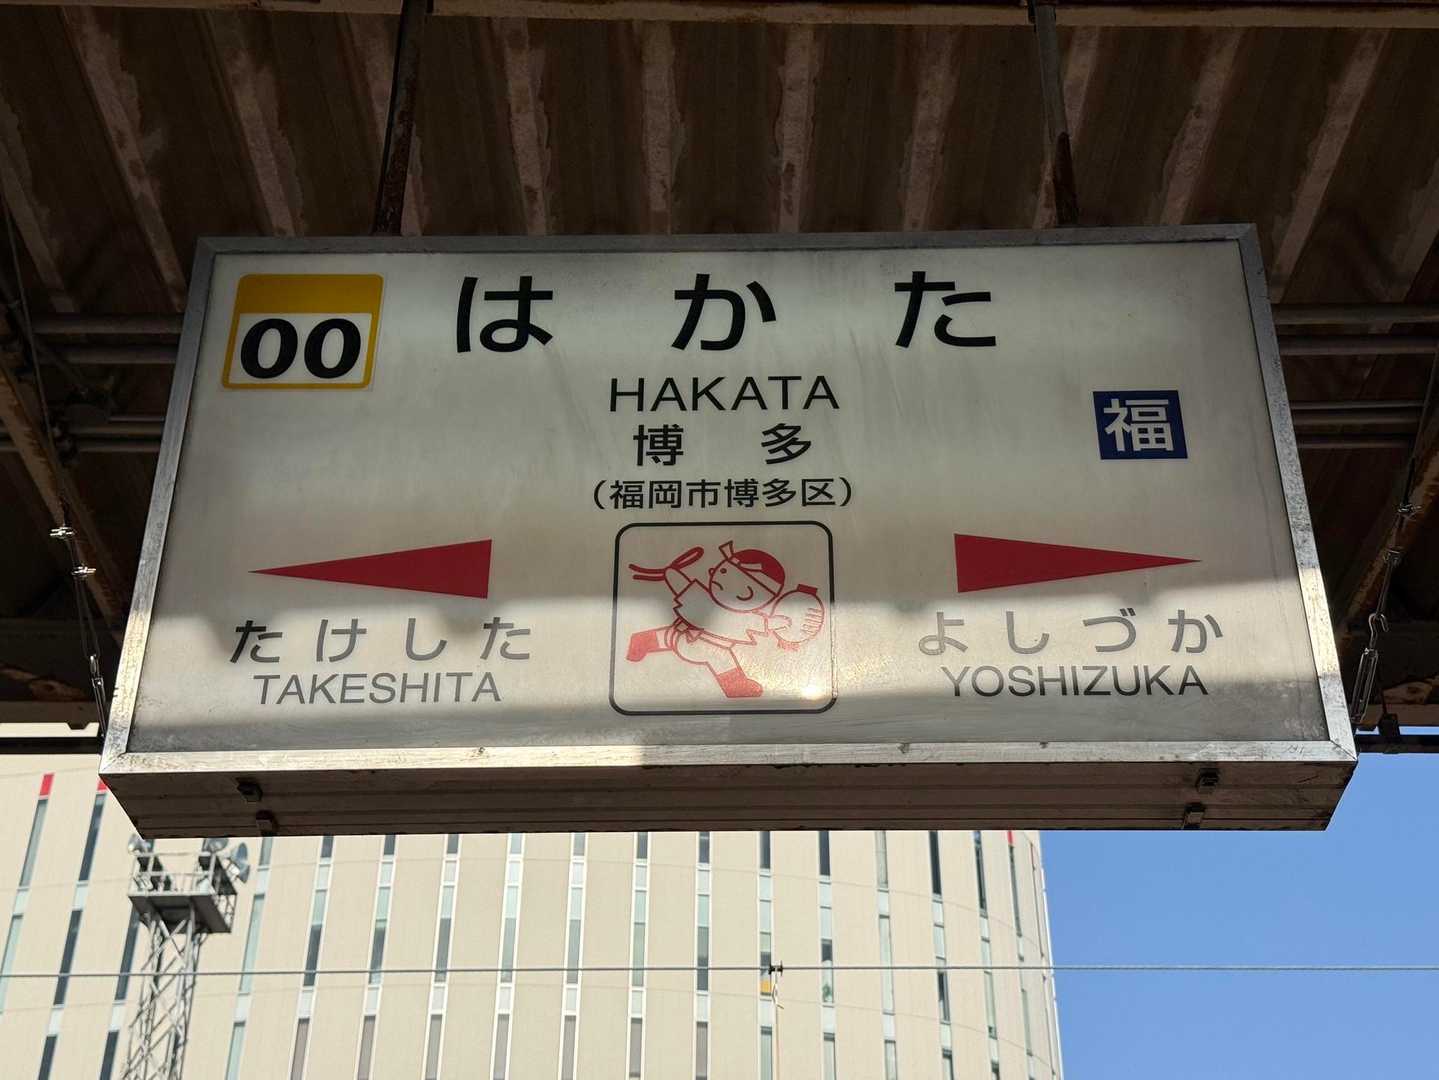 00
はかた
HAKATA
博多
福
(福岡市博多区)
たけした
TAKESHITA
よしづか
YOSHIZUKA